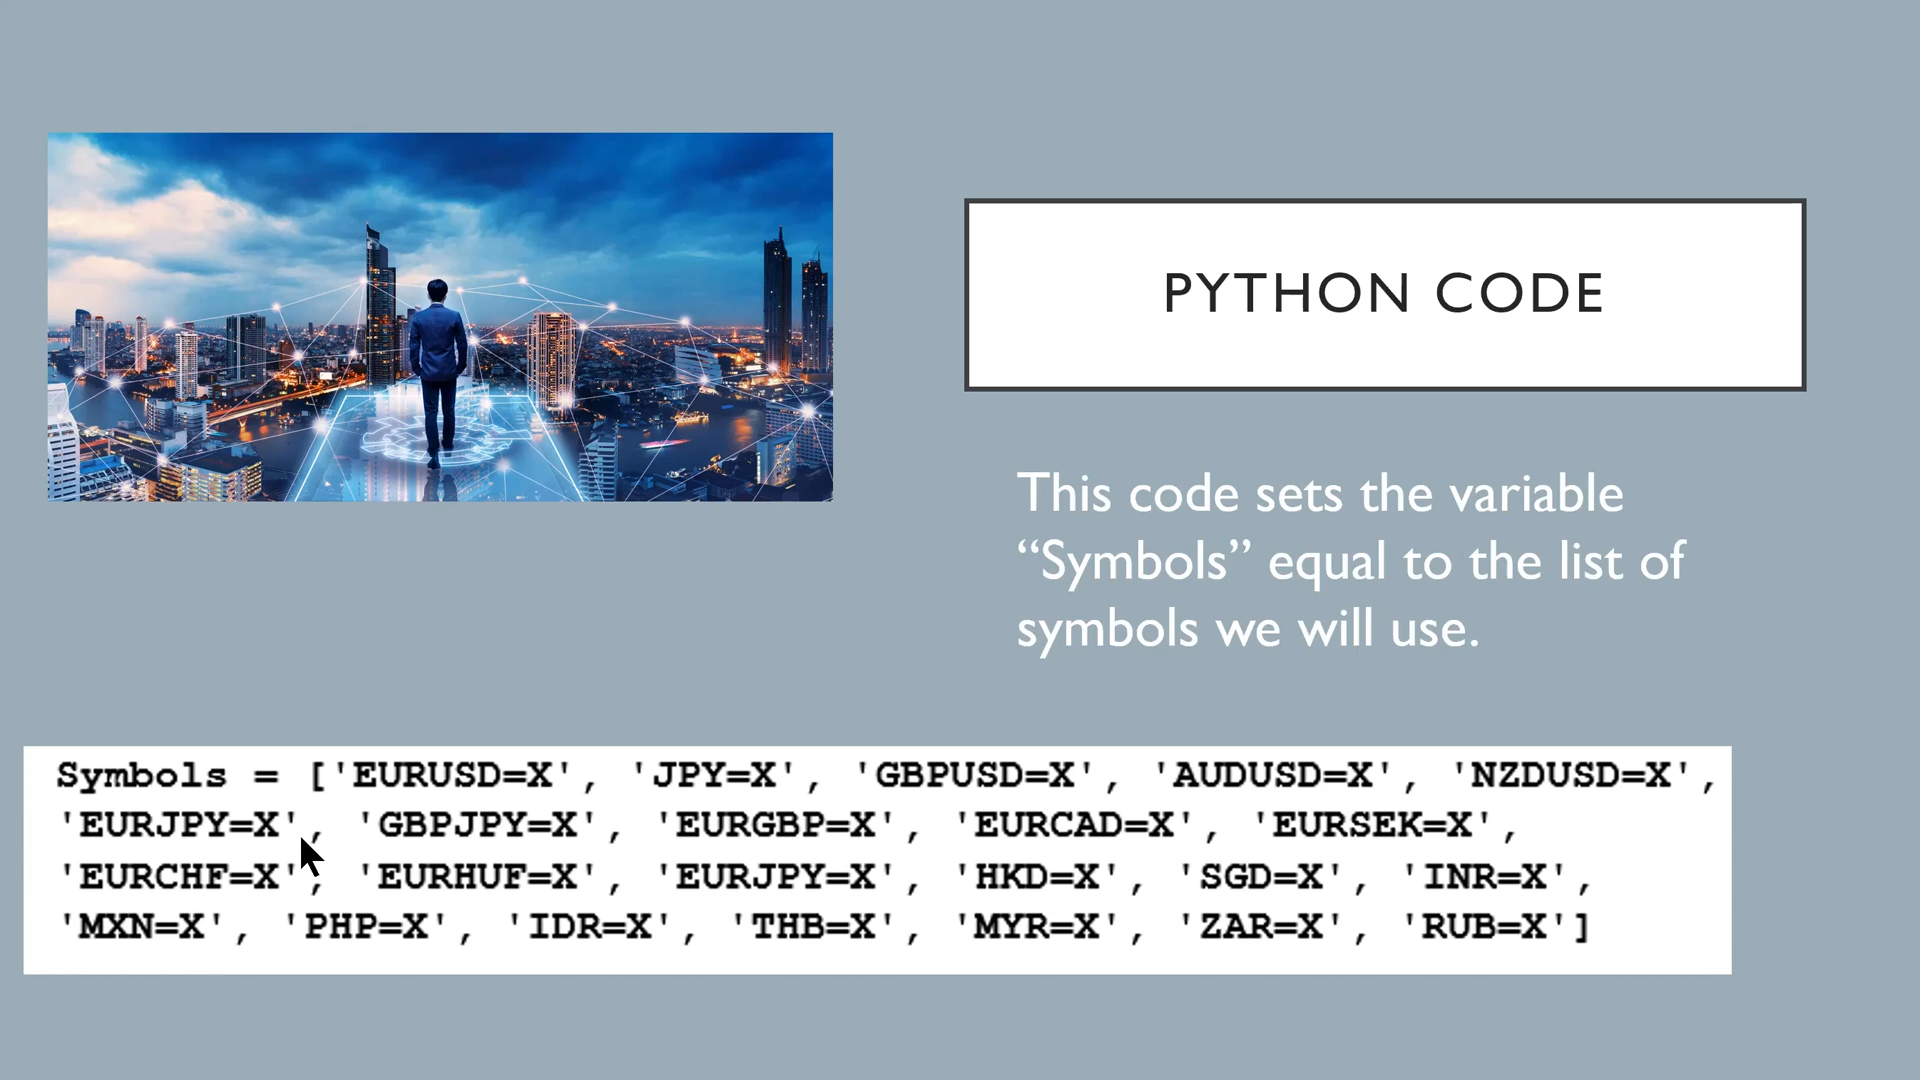 PYTHON CODE
This code sets the variable
“Symbols” equal to the list of
symbols we will use.
Symbols = ['EURUSD=X', 'JPY=X', 'GBPUSD=X', 'AUDUSD=X', 'NZDUSD=X',
'EURJPY=X', 'GBPJPY=X', 'EURGBP=X', 'EURCAD=X', 'EURSEK=X',
'EURCHF=X', 'EURHUF=X', 'EURJPY=X', 'HKD=X', 'SGD=X', 'INR=X',
'MXN=X', 'PHP=X', 'IDR=X', 'THB=X', 'MYR=X', 'ZAR=X', 'RUB=X']